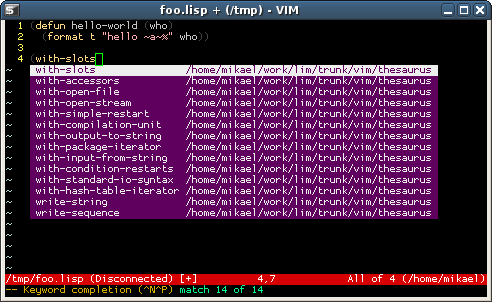 foo.lisp + (/tmp) - VIM
1 (defun hello-world (who)
2   (format t "hello ~a~%" who))
3
4 (with-slots
~ with-slots /home/mikael/work/lim/trunk/vim/thesaurus
~ with-accessors /home/mikael/work/lim/trunk/vim/thesaurus
~ with-open-file /home/mikael/work/lim/trunk/vim/thesaurus
~ with-open-stream /home/mikael/work/lim/trunk/vim/thesaurus
~ with-simple-restart /home/mikael/work/lim/trunk/vim/thesaurus
~ with-compilation-unit /home/mikael/work/lim/trunk/vim/thesaurus
~ with-output-to-string /home/mikael/work/lim/trunk/vim/thesaurus
~ with-package-iterator /home/mikael/work/lim/trunk/vim/thesaurus
~ with-input-from-string /home/mikael/work/lim/trunk/vim/thesaurus
~ with-condition-restarts /home/mikael/work/lim/trunk/vim/thesaurus
~ with-standard-io-syntax /home/mikael/work/lim/trunk/vim/thesaurus
~ with-hash-table-iterator /home/mikael/work/lim/trunk/vim/thesaurus
~ write-string /home/mikael/work/lim/trunk/vim/thesaurus
~ write-sequence /home/mikael/work/lim/trunk/vim/thesaurus
~
~
~
~
/tmp/foo.lisp (Disconnected) [+] 4,7 All of 4 (/home/mikael)
-- Keyword completion (^N^P) match 14 of 14